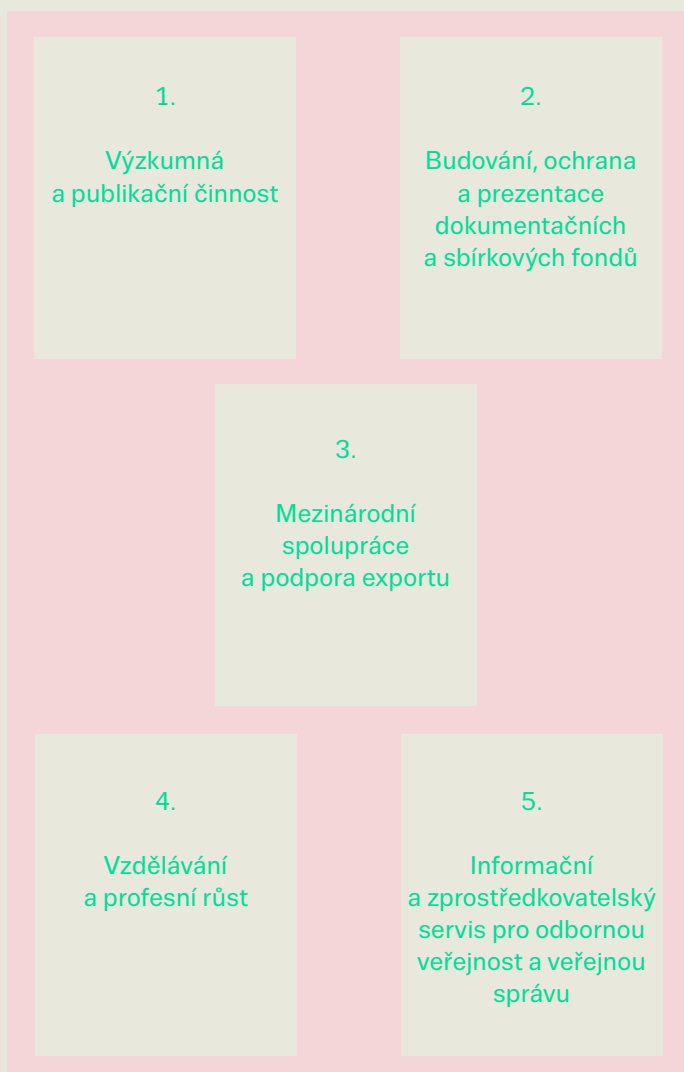 1.
Výzkumná
a publikační činnost
2.
Budování, ochrana
a prezentace
dokumentačních
a sbírkových fondů
3.
Mezinárodní
spolupráce
a podpora exportu
4.
Vzdělávání
a profesní růst
5.
Informační
a zprostředkovatelský
servis pro odbornou
veřejnost a veřejnou
správu